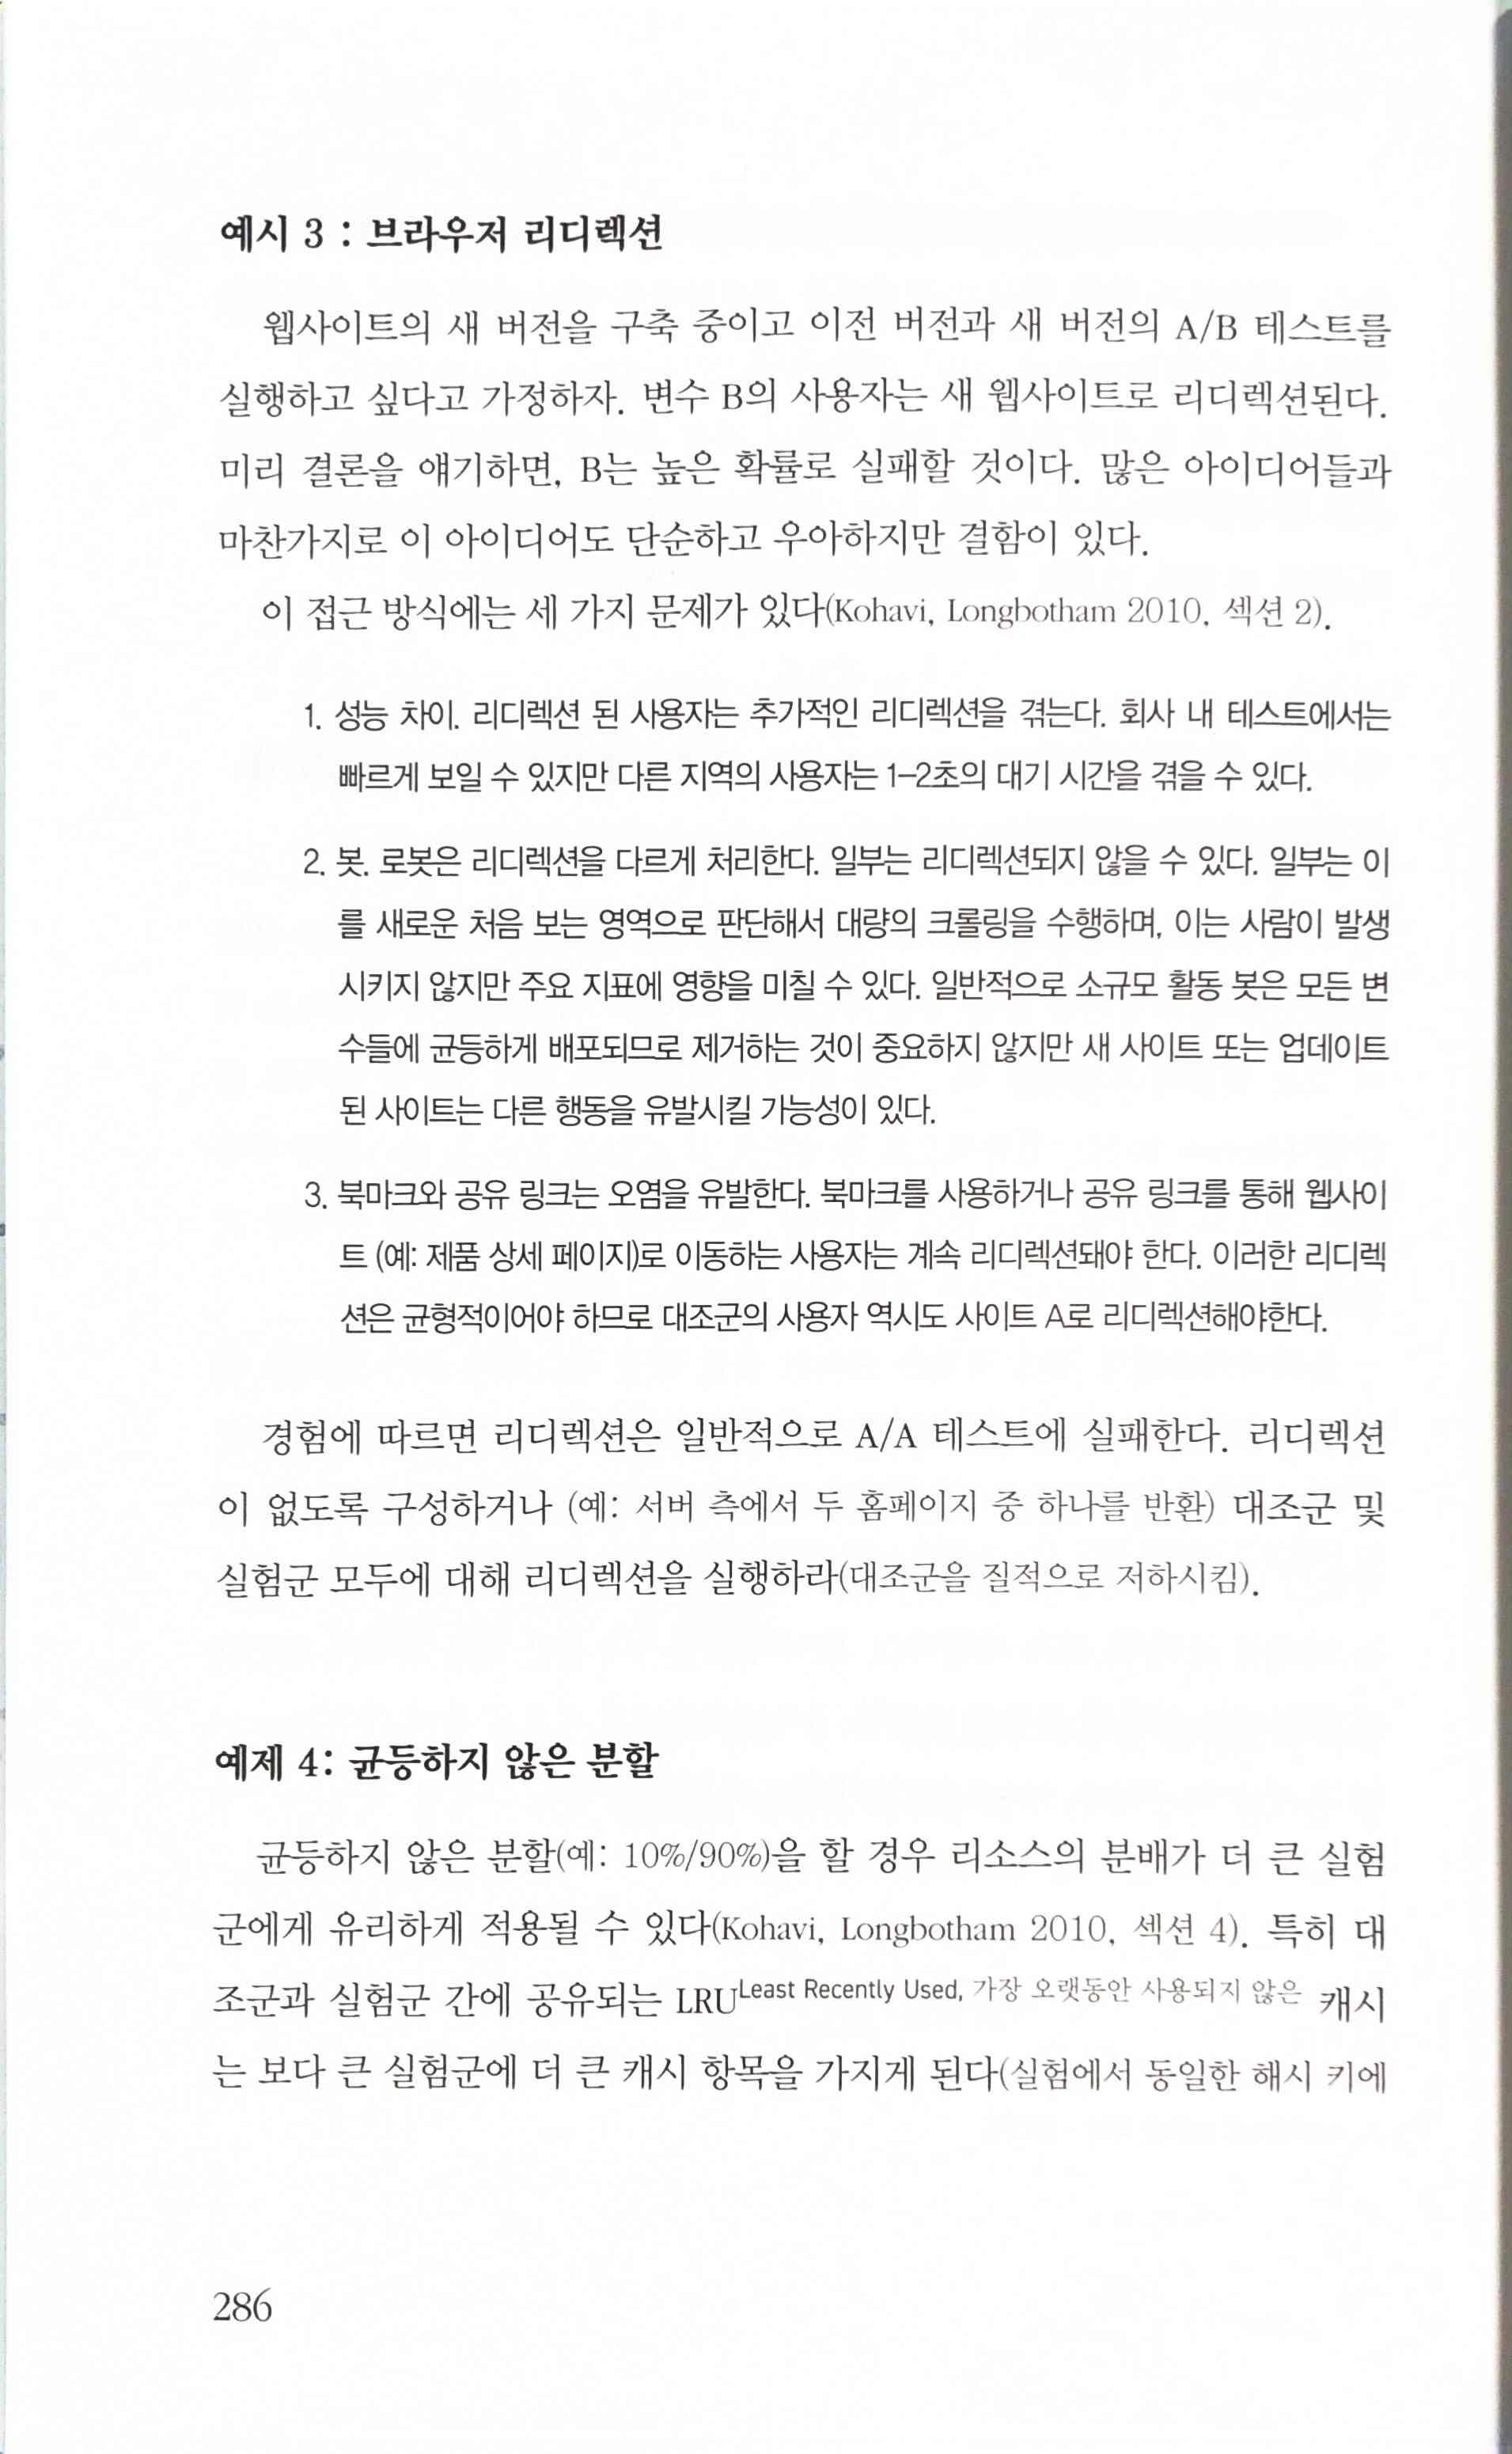 예시 3 : 브라우저 리디렉션
웹사이트의 새 버전을 구축 중이고 이전 버전과 새 버전의 A/B 테스트를
실행하고 싶다고 가정하자. 변수 B의 사용자는 새 웹사이트로 리디렉션된다.
미리 결론을 얘기하면, B는 높은 확률로 실패할 것이다. 많은 아이디어들과
마찬가지로 이 아이디어도 단순하고 우아하지만 결함이 있다.
이 접근 방식에는 세 가지 문제가 있다(Kohavi, Longbotham 2010, 섹션 2).
1. 성능 차이. 리디렉션 된 사용자는 추가적인 리디렉션을 겪는다. 회사 내 테스트에서는
빠르게 보일 수 있지만 다른 지역의 사용자는 1–2초의 대기 시간을 겪을 수 있다.
2. 봇. 로봇은 리디렉션을 다르게 처리한다. 일부는 리디렉션되지 않을 수 있다. 일부는 이
를 새로운 처음 보는 영역으로 판단해서 대량의 크롤링을 수행하며, 이는 사람이 발생
시키지 않지만 주요 지표에 영향을 미칠 수 있다. 일반적으로 소규모 활동 봇은 모든 변
수들에 균등하게 배포되므로 제거하는 것이 중요하지 않지만 새 사이트 또는 업데이트
된 사이트는 다른 행동을 유발시킬 가능성이 있다.
3. 북마크와 공유 링크는 오염을 유발한다. 북마크를 사용하거나 공유 링크를 통해 웹사이
트 (예: 제품 상세 페이지)로 이동하는 사용자는 계속 리디렉션돼야 한다. 이러한 리디렉
션은 균형적이어야 하므로 대조군의 사용자 역시도 사이트 A로 리디렉션해야한다.
경험에 따르면 리디렉션은 일반적으로 A/A 테스트에 실패한다. 리디렉션
이 없도록 구성하거나 (예: 서버 측에서 두 홈페이지 중 하나를 반환) 대조군 및
실험군 모두에 대해 리디렉션을 실행하라(대조군을 질적으로 저하시킴).
예제 4: 균등하지 않은 분할
균등하지 않은 분할(예: 10%/90%)을 할 경우 리소스의 분배가 더 큰 실험
군에게 유리하게 적용될 수 있다(Kohavi, Longbotham 2010, 섹션 4). 특히 대
조군과 실험군 간에 공유되는 LRU Least Recently Used, 가장 오랫동안 사용되지 않은 캐시
는 보다 큰 실험군에 더 큰 캐시 항목을 가지게 된다(실험에서 동일한 해시 키에
286